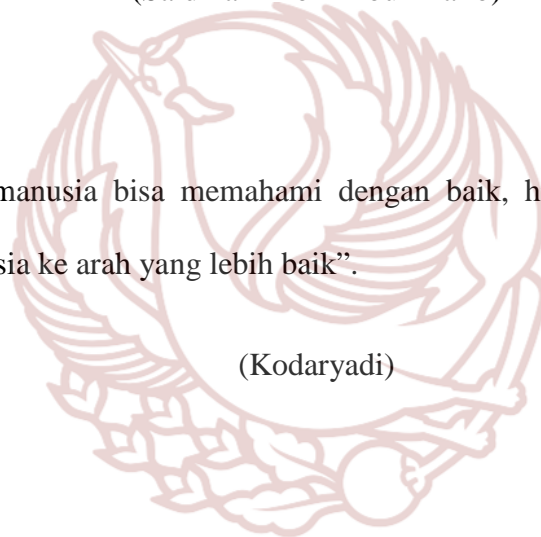 manusia bisa memahami dengan baik, h
sia ke arah yang lebih baik”.
(Kodaryadi)